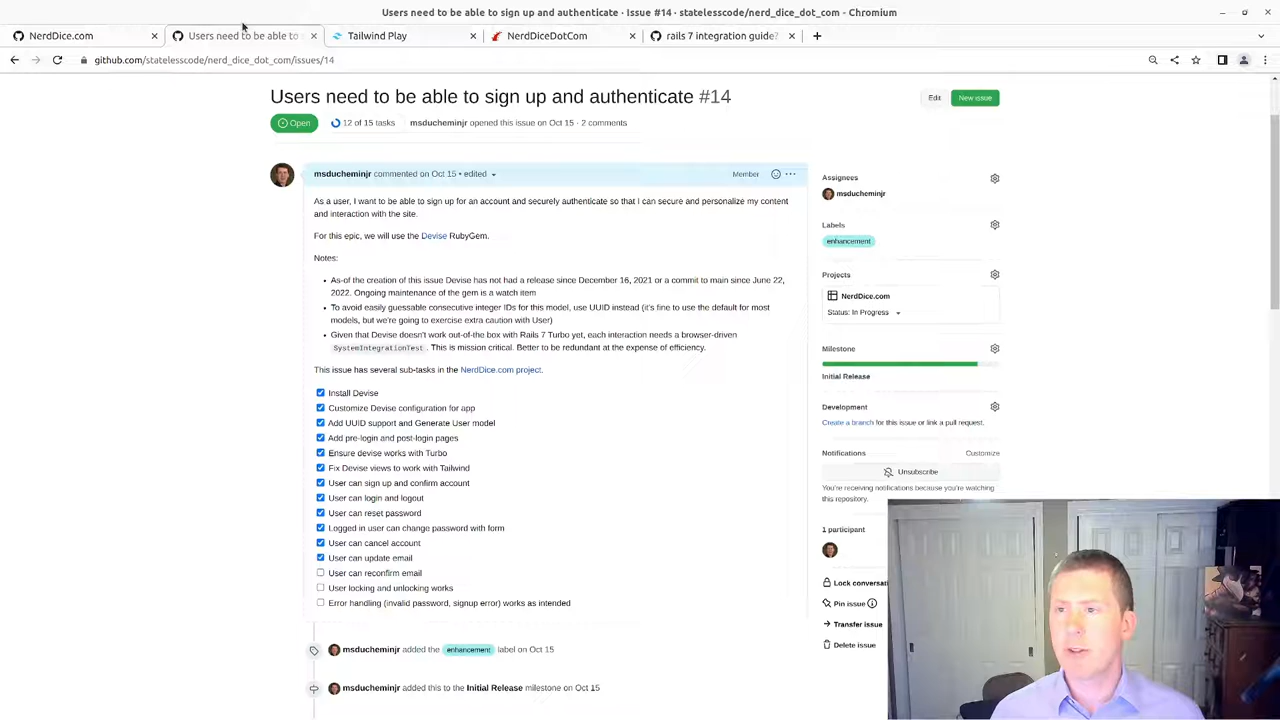 Users need to be able to sign up and authenticate · Issue #14 · statelesscode/nerd_dice_dot_com - Chromium
NerdDice.com
Users need to be able to s
Tailwind Play
NerdDiceDotCom
rails 7 integration guide?
github.com/statelesscode/nerd_dice_dot_com/issues/14
Users need to be able to sign up and authenticate #14
Edit
New issue
Open
12 of 15 tasks
msducheminjr opened this issue on Oct 15 · 2 comments
msducheminjr commented on Oct 15 • edited
Member
As a user, I want to be able to sign up for an account and securely authenticate so that I can secure and personalize my content
and interaction with the site.
For this epic, we will use the Devise RubyGem.
Notes:
• As-of the creation of this issue Devise has not had a release since December 16, 2021 or a commit to main since June 22,
2022. Ongoing maintenance of the gem is a watch item
• To avoid easily guessable consecutive integer IDs for this model, use UUID instead (it's fine to use the default for most
models, but we're going to exercise extra caution with User)
• Given that Devise doesn't work out-of-the box with Rails 7 Turbo yet, each interaction needs a browser-driven
SystemIntegrationTest . This is mission critical. Better to be redundant at the expense of efficiency.
This issue has several sub-tasks in the NerdDice.com project.
Install Devise
Customize Devise configuration for app
Add UUID support and Generate User model
Add pre-login and post-login pages
Ensure devise works with Turbo
Fix Devise views to work with Tailwind
User can sign up and confirm account
User can login and logout
User can reset password
Logged in user can change password with form
User can cancel account
User can update email
User can reconfirm email
User locking and unlocking works
Error handling (invalid password, signup error) works as intended
msducheminjr added the enhancement label on Oct 15
msducheminjr added this to the Initial Release milestone on Oct 15
Assignees
msducheminjr
Labels
enhancement
Projects
NerdDice.com
Status: In Progress
Milestone
Initial Release
Development
Create a branch for this issue or link a pull request.
Notifications
Customize
Unsubscribe
You're receiving notifications because you're watching
this repository.
1 participant
Lock conversati
Pin issue
Transfer issue
Delete issue